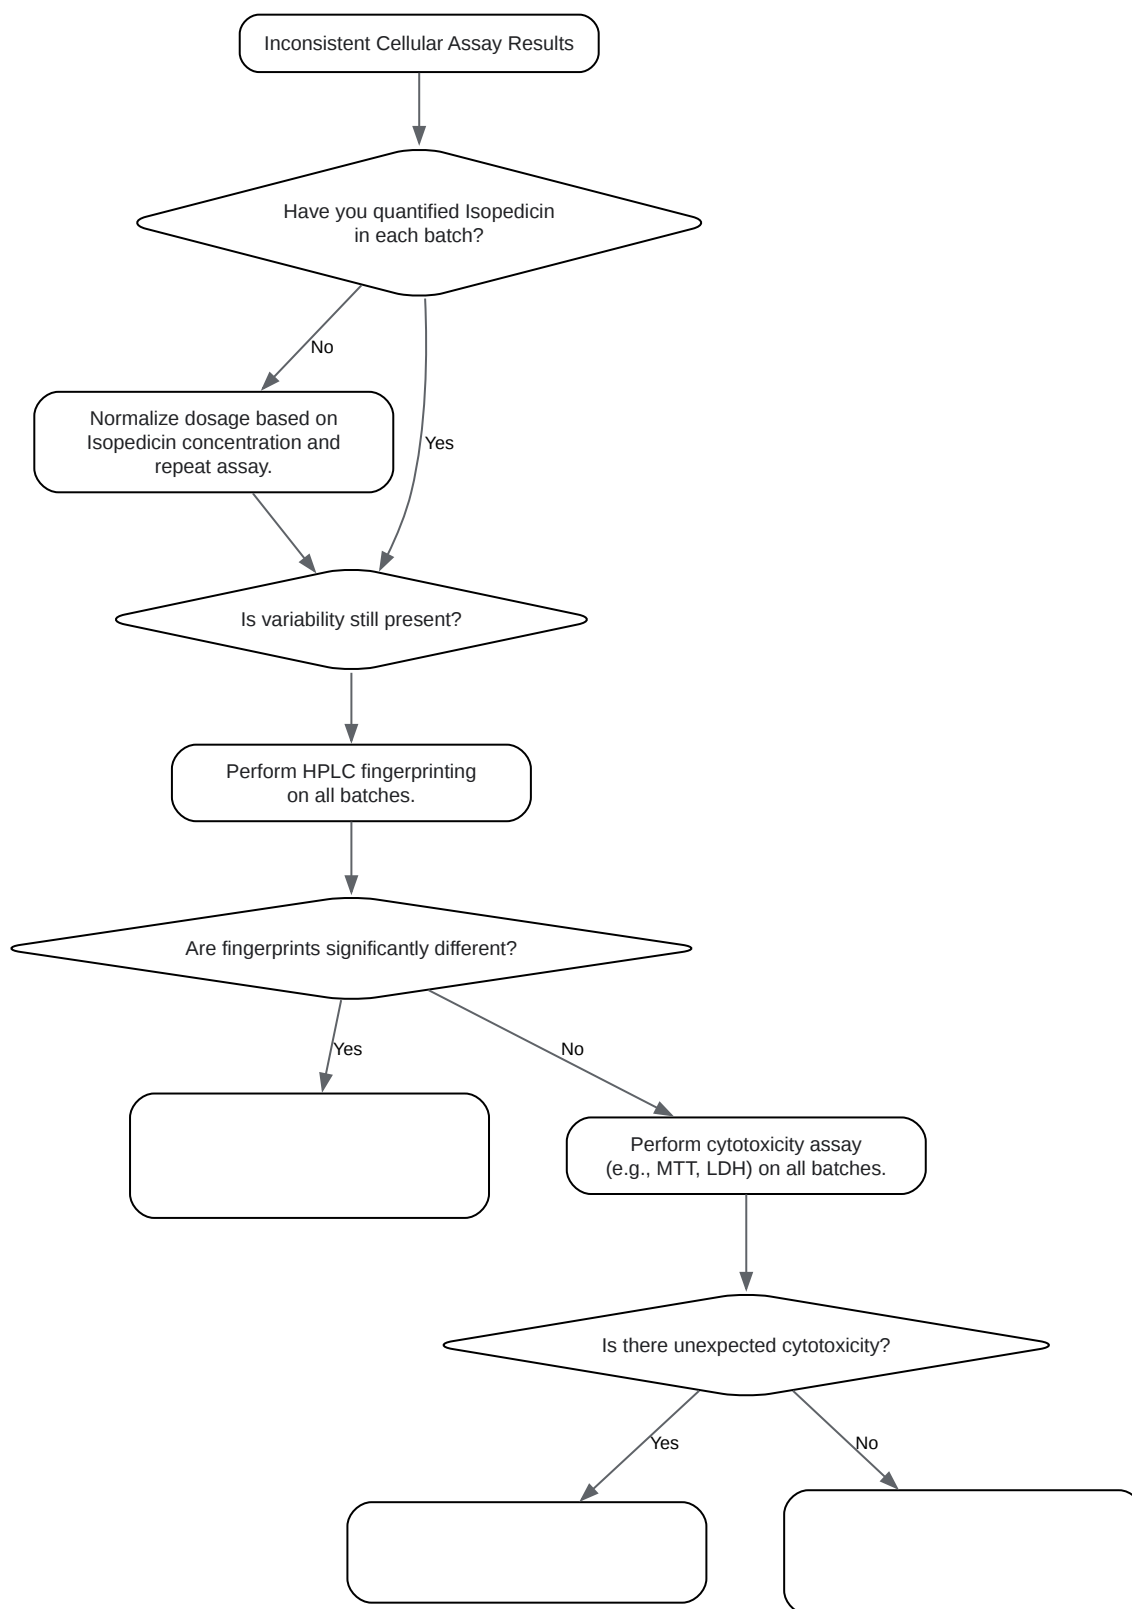 Inconsistent Cellular Assay Results
Have you quantified Isopedicin
in each batch?
No
Normalize dosage based on
Isopedicin concentration and
repeat assay.
Yes
Is variability still present?
Perform HPLC fingerprinting
on all batches.
Are fingerprints significantly different?
Yes
No
Perform cytotoxicity assay
(e.g., MTT, LDH) on all batches.
Is there unexpected cytotoxicity?
Yes
No